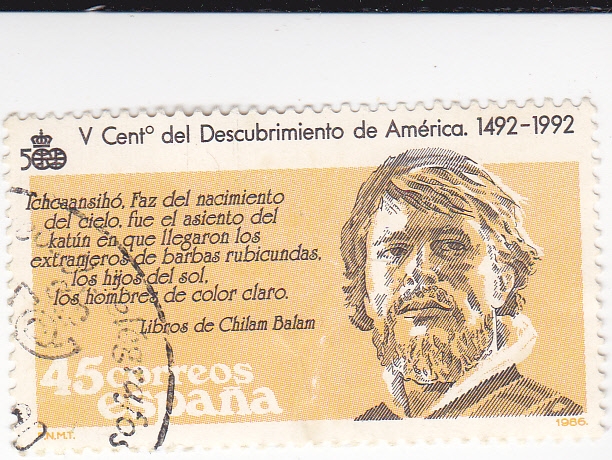 V Centº del Descubrimiento de América. 1492-1992
500
Ichcaansihó, Faz del nacimiento
del cielo, fue el asiento del
katún en que llegaron los
extranjeros de barbas rubicundas,
los hijos del sol,
los hombres de color claro.
Libros de Chilam Balam
45 correos
españa
N.M.T.
1986